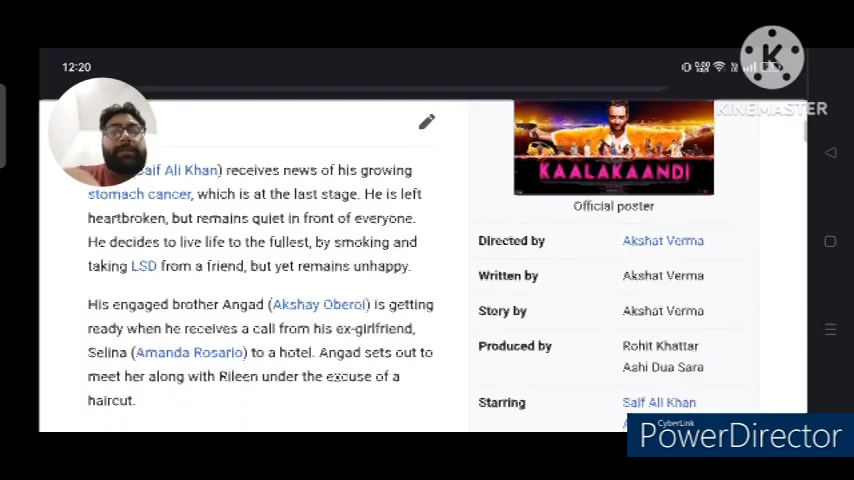 12:20
KINEMASTER
Saif Ali Khan) receives news of his growing
stomach cancer, which is at the last stage. He is left
heartbroken, but remains quiet in front of everyone.
He decides to live life to the fullest, by smoking and
taking LSD from a friend, but yet remains unhappy.
His engaged brother Angad (Akshay Oberoi) is getting
ready when he receives a call from his ex-girlfriend,
Selina (Amanda Rosario) to a hotel. Angad sets out to
meet her along with Rileen under the excuse of a
haircut.
KAALAKAANDI
Official poster
Directed by Akshat Verma
Written by Akshat Verma
Story by Akshat Verma
Produced by Rohit Khattar
Ashi Dua Sara
Starring Saif Ali Khan
CyberLink
PowerDirector